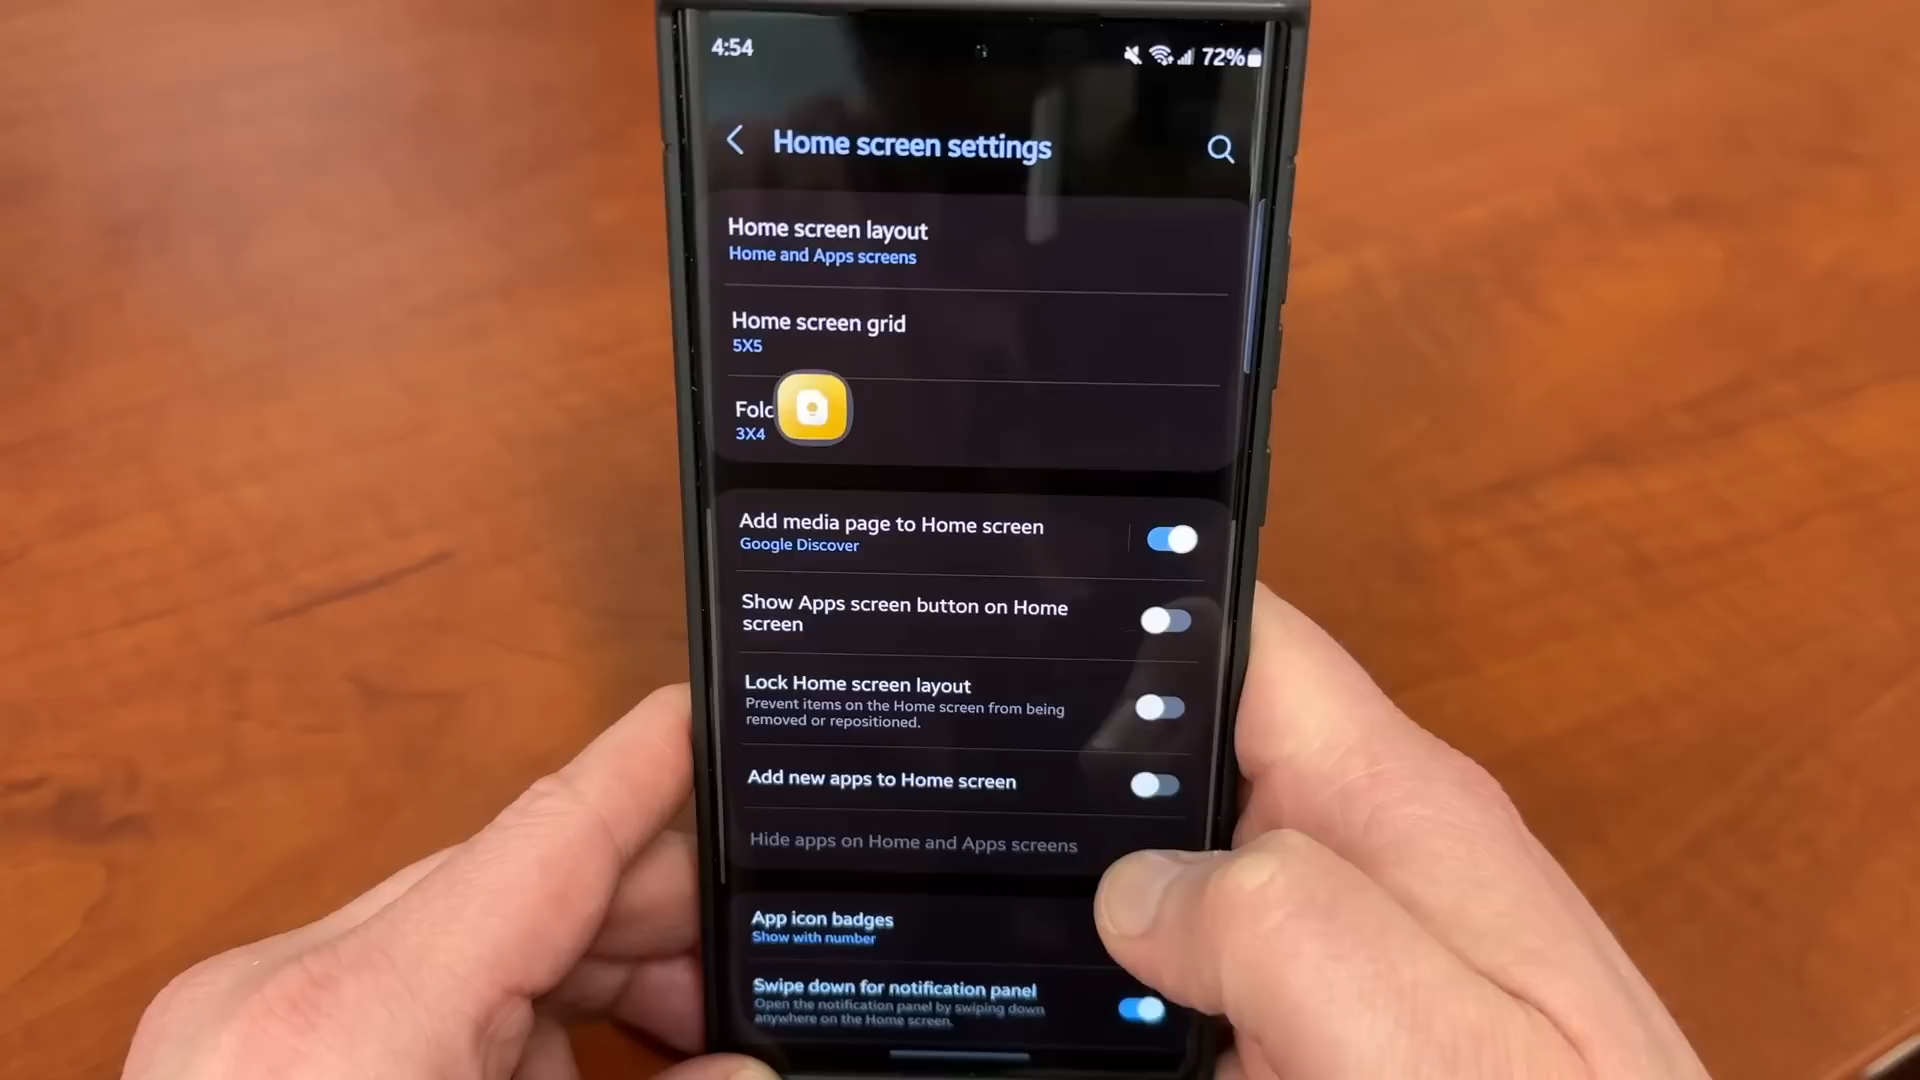 4:54
72%
Home screen settings
Home screen layout
Home and Apps screens
Home screen grid
5X5
Fol
3X4
Add media page to Home screen
Google Discover
Show Apps screen button on Home
screen
Lock Home screen layout
Prevent items on the Home screen from being
removed or repositioned.
Add new apps to Home screen
Hide apps on Home and Apps screens
App icon badges
Show with number
Swipe down for notification panel
Open the notification panel by swiping down
anywhere on the Home screen.